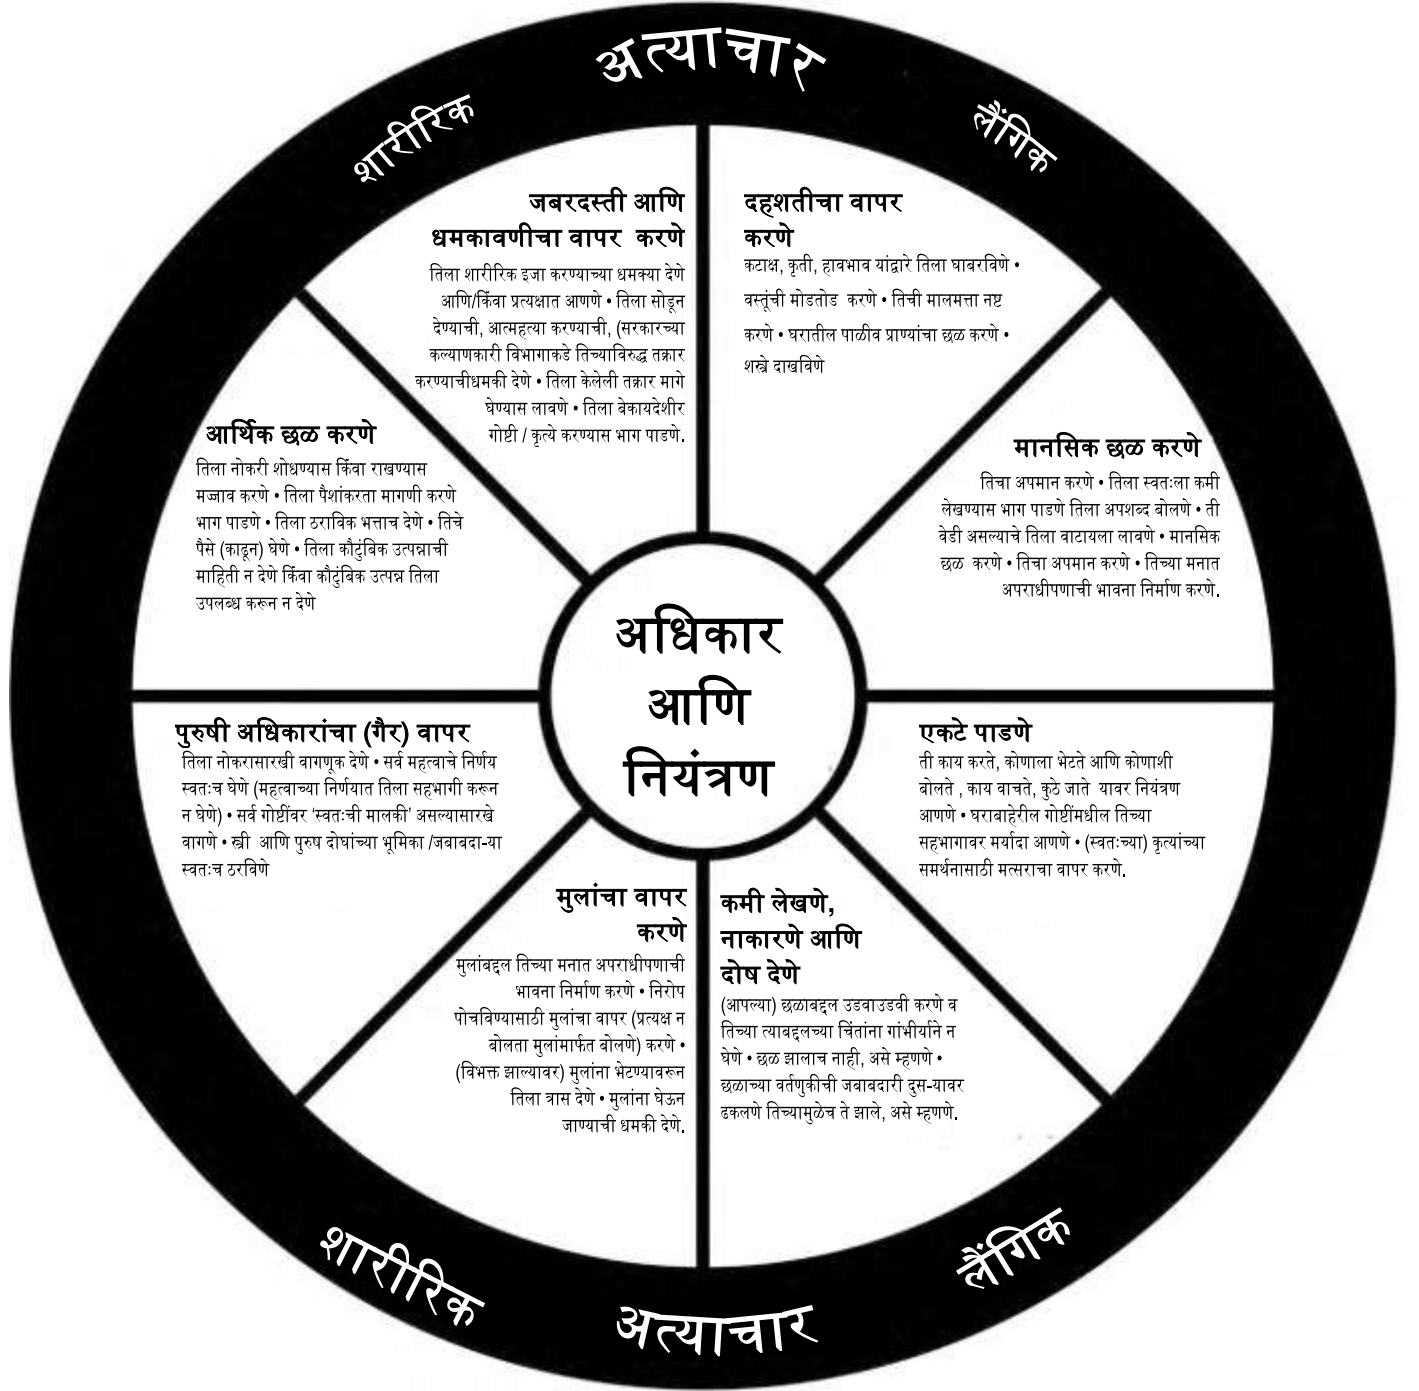 अत्याचार
शारीरिक
लैंगिक
जबरदस्ती आणि
धमकावणीचा वापर करणे
तिला शारीरिक इजा करण्याच्या धमक्या देणे
आणि/किंवा प्रत्यक्षात आणणे • तिला सोडून
देण्याची, आत्महत्या करण्याची, (सरकारच्या
कल्याणकारी विभागाकडे तिच्याविरुद्ध तक्रार
करण्याचीधमकी देणे • तिला केलेली तक्रार मागे
घेण्यास लावणे • तिला बेकायदेशीर
गोष्टी / कृत्ये करण्यास भाग पाडणे.
दहशतीचा वापर
करणे
कटाक्ष, कृती, हावभाव यांद्वारे तिला घाबरविणे •
वस्तूंची मोडतोड करणे • तिची मालमत्ता नष्ट
करणे • घरातील पाळीव प्राण्यांचा छळ करणे •
शस्त्रे दाखविणे
मानसिक छळ करणे
तिचा अपमान करणे • तिला स्वतःला कमी
लेखण्यास भाग पाडणे तिला अपशब्द बोलणे • ती
वेडी असल्याचे तिला वाटायला लावणे • मानसिक
छळ करणे • तिचा अपमान करणे • तिच्या मनात
अपराधीपणाची भावना निर्माण करणे.
आर्थिक छळ करणे
तिला नोकरी शोधण्यास किंवा राखण्यास
मज्जाव करणे • तिला पैशांकरता मागणी करणे
भाग पाडणे • तिला ठराविक भत्ताच देणे • तिचे
पैसे (काढून) घेणे • तिला कौटुंबिक उत्पन्नाची
माहिती न देणे किंवा कौटुंबिक उत्पन्न तिला
उपलब्ध करून न देणे
अधिकार
आणि
नियंत्रण
पुरुषी अधिकारांचा (गैर) वापर
तिला नोकरासारखी वागणूक देणे • सर्व महत्वाचे निर्णय
स्वतःच घेणे (महत्वाच्या निर्णयात तिला सहभागी करून
न घेणे) • सर्व गोष्टींवर ‘स्वतःची मालकी’ असल्यासारखे
वागणे • स्त्री आणि पुरुष दोघांच्या भूमिका /जबाबदा-या
स्वतःच ठरविणे
एकटे पाडणे
ती काय करते, कोणाला भेटते आणि कोणाशी
बोलते , काय वाचते, कुठे जाते यावर नियंत्रण
आणणे • घराबाहेरील गोष्टींमधील तिच्या
सहभागावर मर्यादा आणणे • (स्वतःच्या) कृत्यांच्या
समर्थनासाठी मत्सराचा वापर करणे.
मुलांचा वापर
करणे
मुलांबद्दल तिच्या मनात अपराधीपणाची
भावना निर्माण करणे • निरोप
पोचविण्यासाठी मुलांचा वापर (प्रत्यक्ष न
बोलता मुलांमार्फत बोलणे) करणे •
(विभक्त झाल्यावर) मुलांना भेटण्यावरून
तिला त्रास देणे • मुलांना घेऊन
जाण्याची धमकी देणे.
कमी लेखणे,
नाकारणे आणि
दोष देणे
(आपल्या) छळाबद्दल उडवाउडवी करणे व
तिच्या त्याबद्दलच्या चिंतांना गांभीर्याने न
घेणे • छळ झालाच नाही, असे म्हणणे •
छळाच्या वर्तणुकीची जबाबदारी दुस-यावर
ढकलणे तिच्यामुळेच ते झाले, असे म्हणणे.
शारीरिक
लैंगिक
अत्याचार